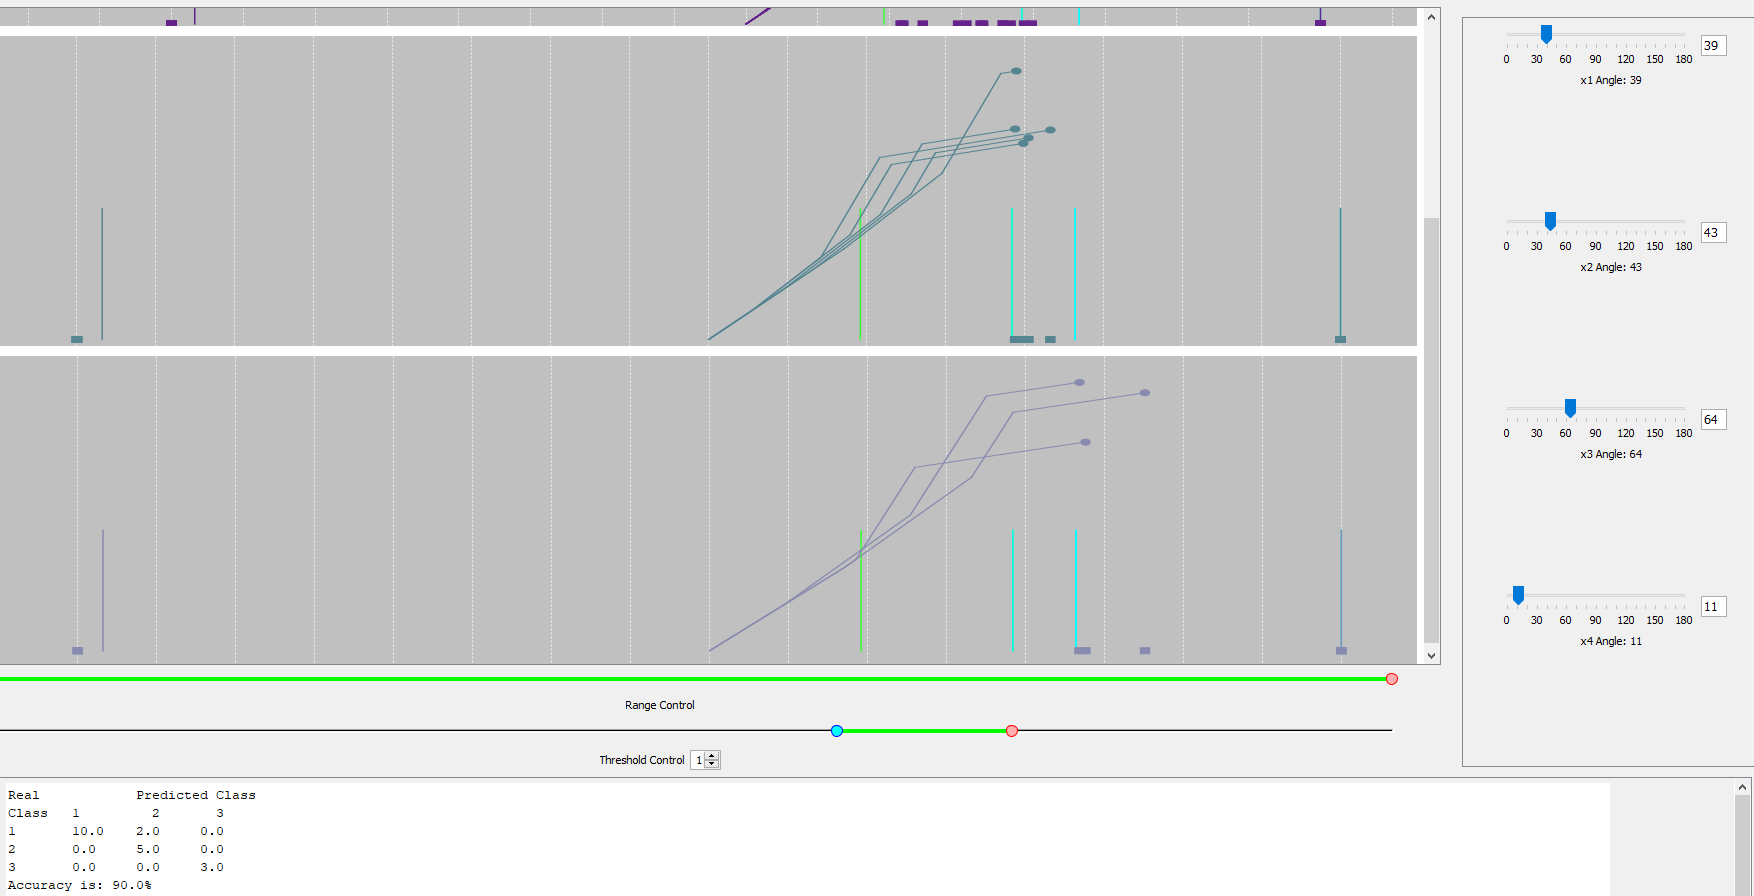 39
0 30 60 90 120 150 180
x1 Angle: 39
43
0 30 60 90 120 150 180
x2 Angle: 43
64
0 30 60 90 120 150 180
x3 Angle: 64
11
0 30 60 90 120 150 180
x4 Angle: 11
Range Control
Threshold Control 1
Real Predicted Class
Class 1 2 3
1 10.0 2.0 0.0
2 0.0 5.0 0.0
3 0.0 0.0 3.0
Accuracy is: 90.0%